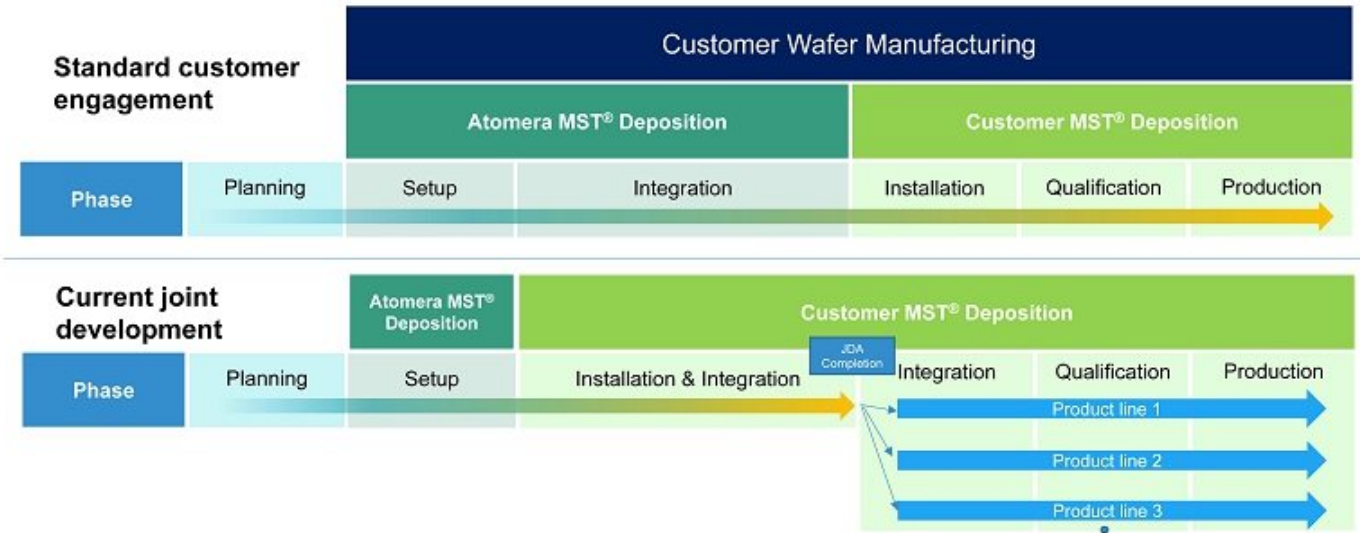 Standard customer
engagement
Customer Wafer Manufacturing
Atomera MST® Deposition
Customer MST® Deposition
Phase
Planning
Setup
Integration
Installation
Qualification
Production
Current joint
development
Atomera MST®
Deposition
Customer MST® Deposition
Phase
Planning
Setup
Installation & Integration
JDA
Completion
Integration
Qualification
Production
Product line 1
Product line 2
Product line 3